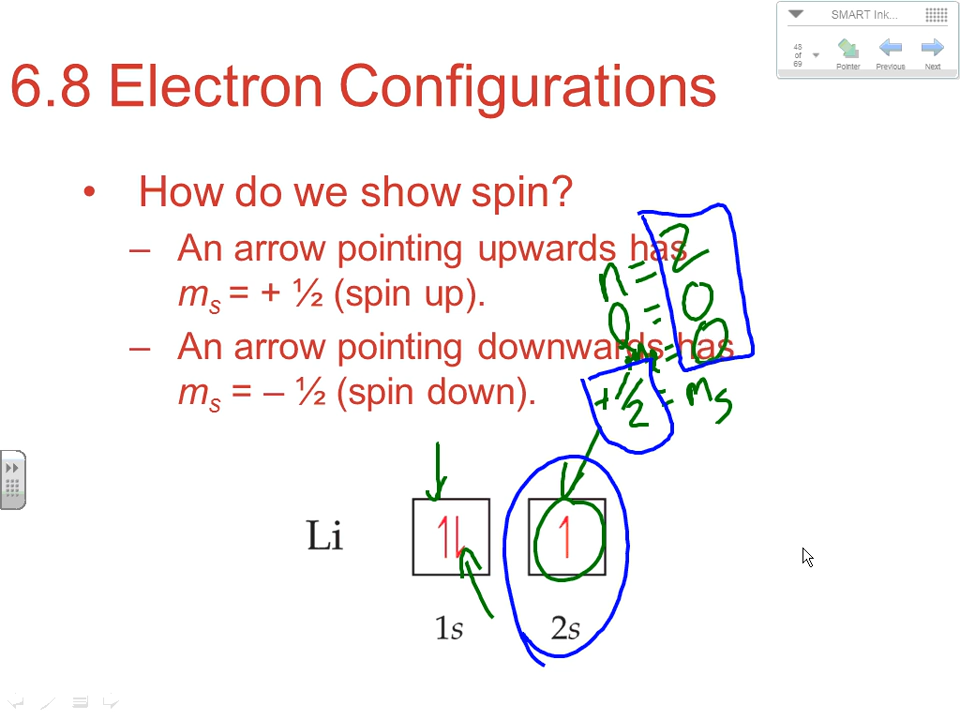 SMART Ink...
48
of
69
Pointer
Previous
Next
6.8 Electron Configurations
• How do we show spin?
– An arrow pointing upwards has
ms = + ½ (spin up).
– An arrow pointing downwards has
ms = – ½ (spin down).
n = 2
l = 0
= 0
+1/2 = ms
Li
1s
2s